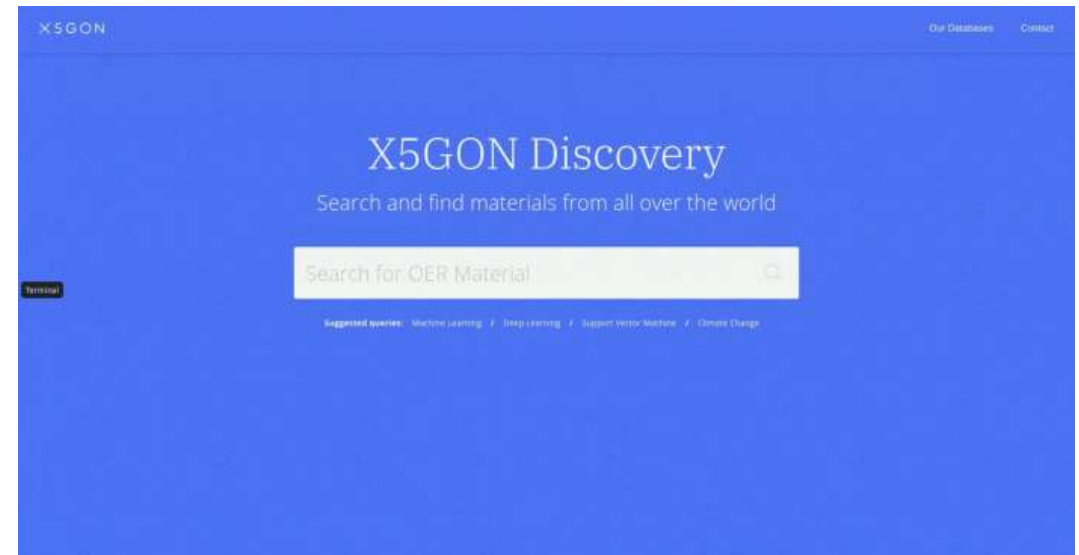 X5GON
Our Databases Contact
X5GON Discovery
Search and find materials from all over the world
Search for OER Material
Terminal
Suggested queries: Machine Learning / Deep Learning / Support Vector Machine / Climate Change